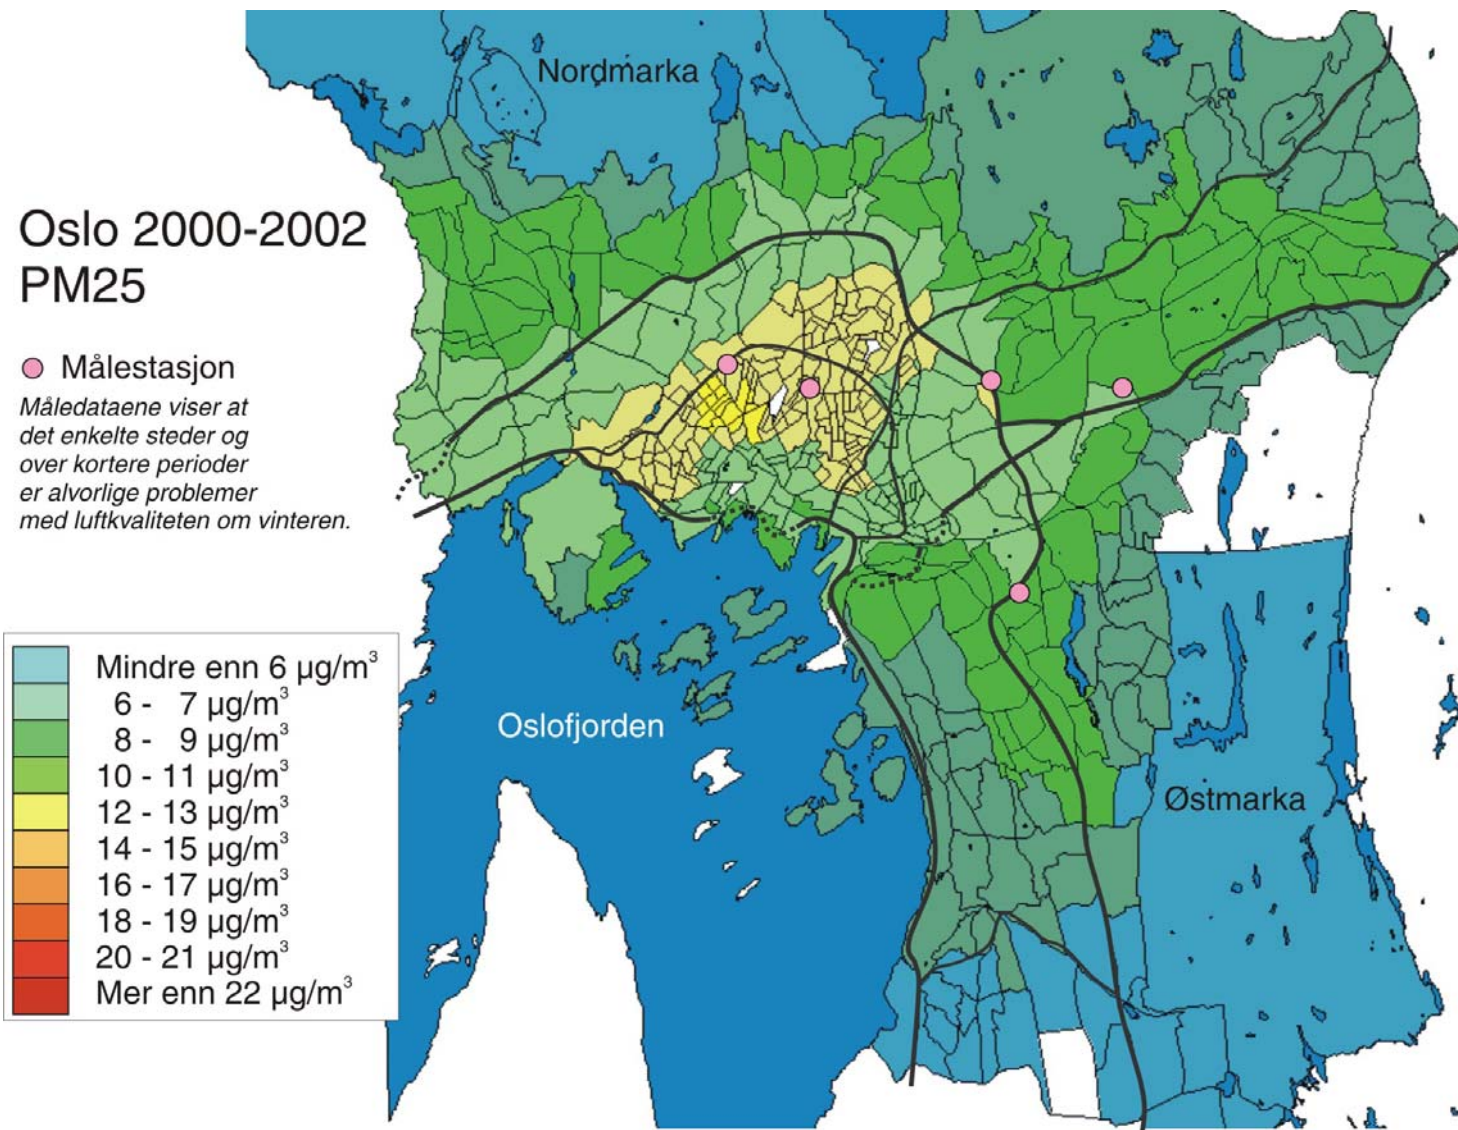 Nordmarka
Oslo 2000-2002
PM25
Målestasjon
Måledataene viser at
det enkelte steder og
over kortere perioder
er alvorlige problemer
med luftkvaliteten om vinteren.
Mindre enn 6 µg/m³
6 - 7 µg/m³
8 - 9 µg/m³
10 - 11 µg/m³
12 - 13 µg/m³
14 - 15 µg/m³
16 - 17 µg/m³
18 - 19 µg/m³
20 - 21 µg/m³
Mer enn 22 µg/m³
Oslofjorden
Østmarka